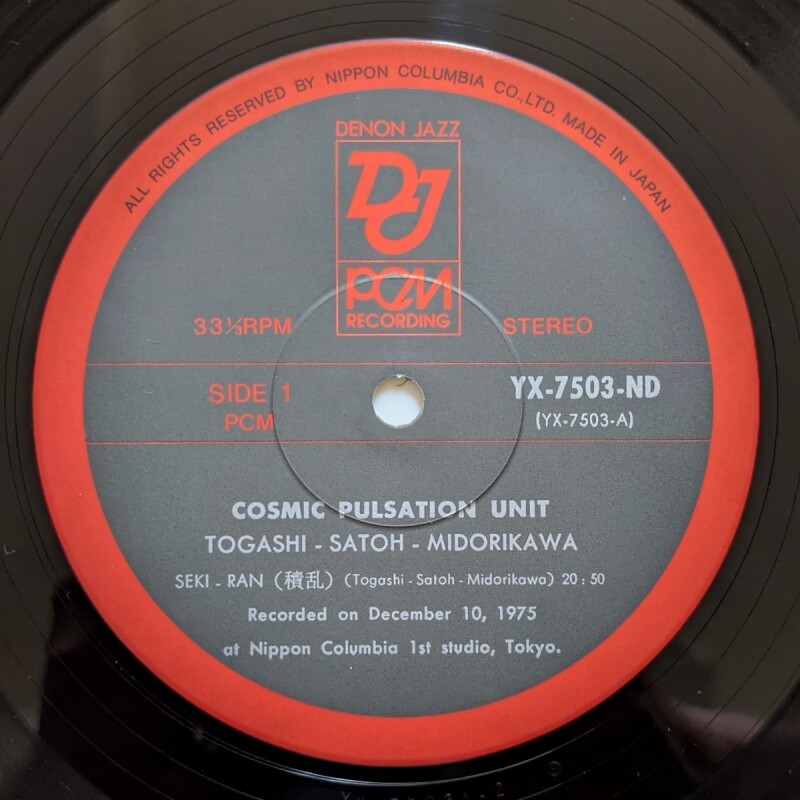 ALL RIGHTS RESERVED BY NIPPON COLUMBIA CO., LTD. MADE IN JAPAN
DENON JAZZ
DJ
PCM
RECORDING
33⅓RPM
STEREO
SIDE 1
PCM
YX-7503-ND
(YX-7503-A)
COSMIC PULSATION UNIT
TOGASHI - SATOH - MIDORIKAWA
SEKI - RAN (積乱) (Togashi - Satoh - Midorikawa) 20 : 50
Recorded on December 10, 1975
at Nippon Columbia 1st studio, Tokyo.